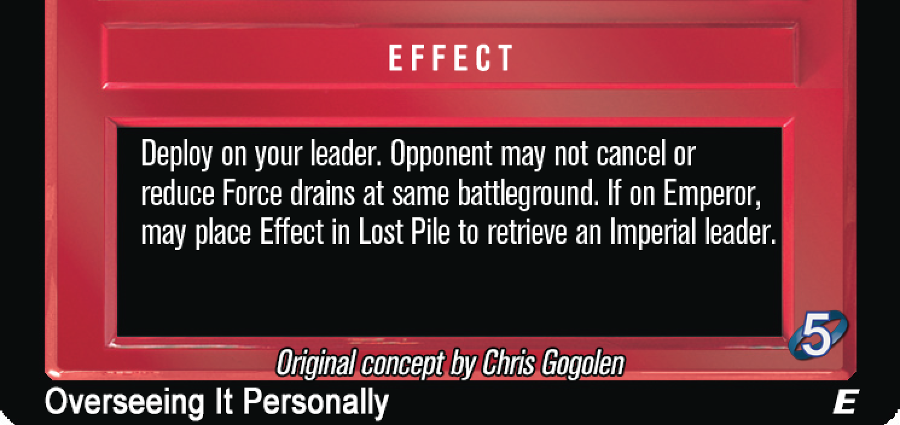 EFFECT
Deploy on your leader. Opponent may not cancel or
reduce Force drains at same battleground. If on Emperor,
may place Effect in Lost Pile to retrieve an Imperial leader.
5
Original concept by Chris Gogolen
Overseeing It Personally E